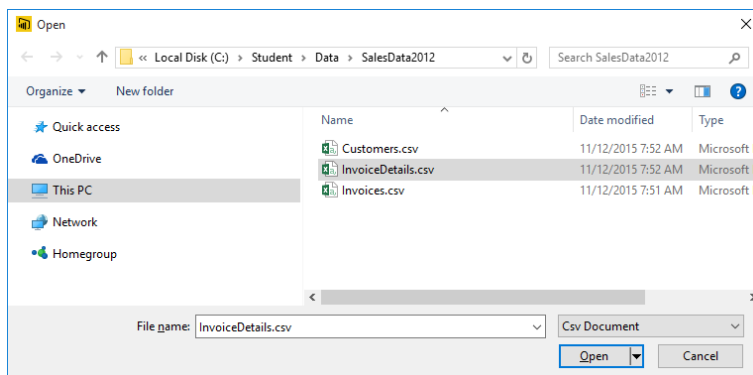 Open
« Local Disk (C:) > Student > Data > SalesData2012
Search SalesData2012
Organize
New folder
Quick access
OneDrive
This PC
Network
Homegroup
Name
Date modified
Type
Customers.csv
11/12/2015 7:52 AM
Microsoft
InvoiceDetails.csv
11/12/2015 7:52 AM
Microsoft
Invoices.csv
11/12/2015 7:51 AM
Microsoft
File name: InvoiceDetails.csv
Csv Document
Open
Cancel